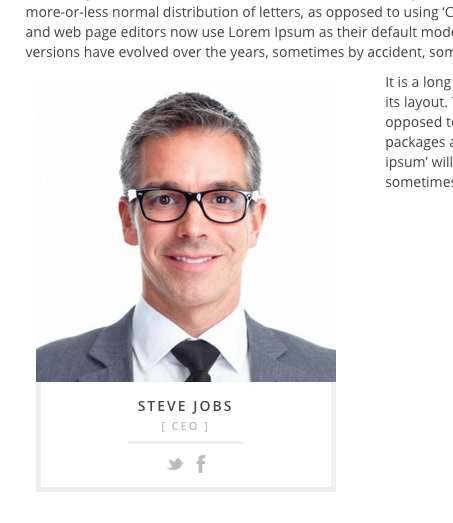 more-or-less normal distribution of letters, as opposed to using ‘C
and web page editors now use Lorem Ipsum as their default mod
versions have evolved over the years, sometimes by accident, som
It is a long
its layout.
opposed t
packages a
ipsum’ will
sometimes
STEVE JOBS
[ CEO ]